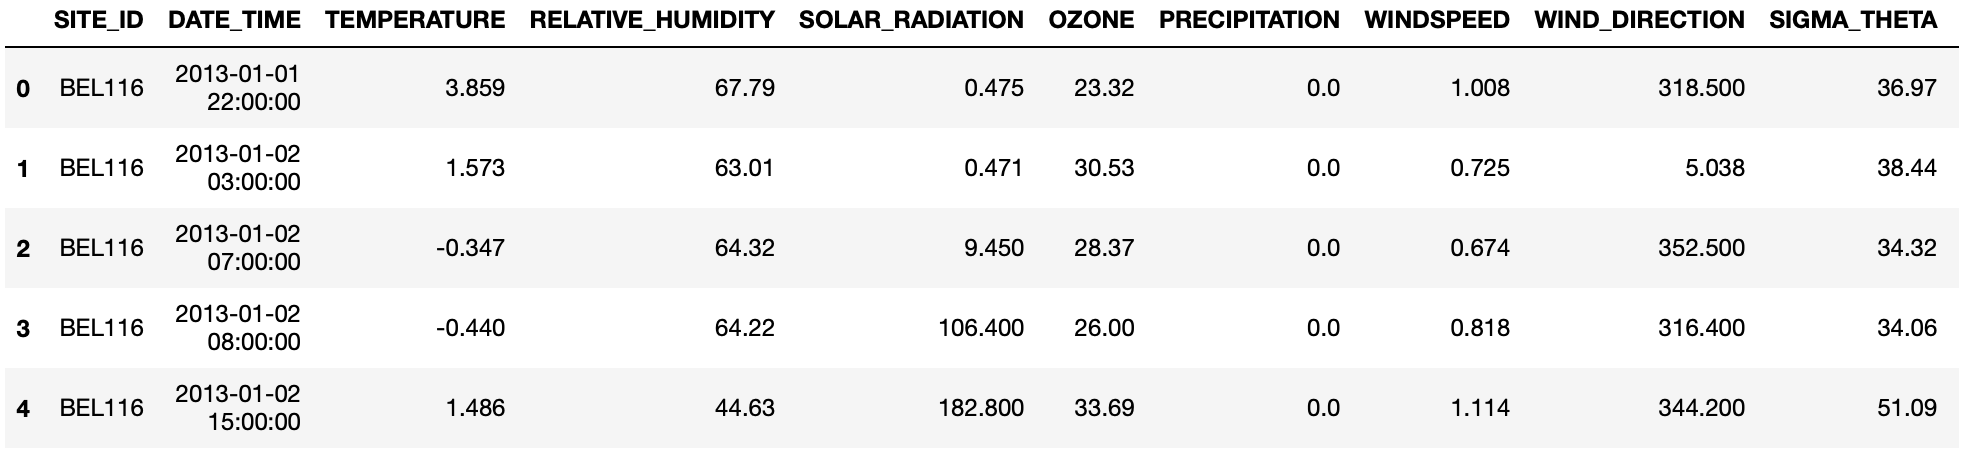 SITE_ID DATE_TIME TEMPERATURE RELATIVE_HUMIDITY SOLAR_RADIATION OZONE PRECIPITATION WINDSPEED WIND_DIRECTION SIGMA_THETA
0 BEL116 2013-01-01 22:00:00 3.859 67.79 0.475 23.32 0.0 1.008 318.500 36.97
1 BEL116 2013-01-02 03:00:00 1.573 63.01 0.471 30.53 0.0 0.725 5.038 38.44
2 BEL116 2013-01-02 07:00:00 -0.347 64.32 9.450 28.37 0.0 0.674 352.500 34.32
3 BEL116 2013-01-02 08:00:00 -0.440 64.22 106.400 26.00 0.0 0.818 316.400 34.06
4 BEL116 2013-01-02 15:00:00 1.486 44.63 182.800 33.69 0.0 1.114 344.200 51.09